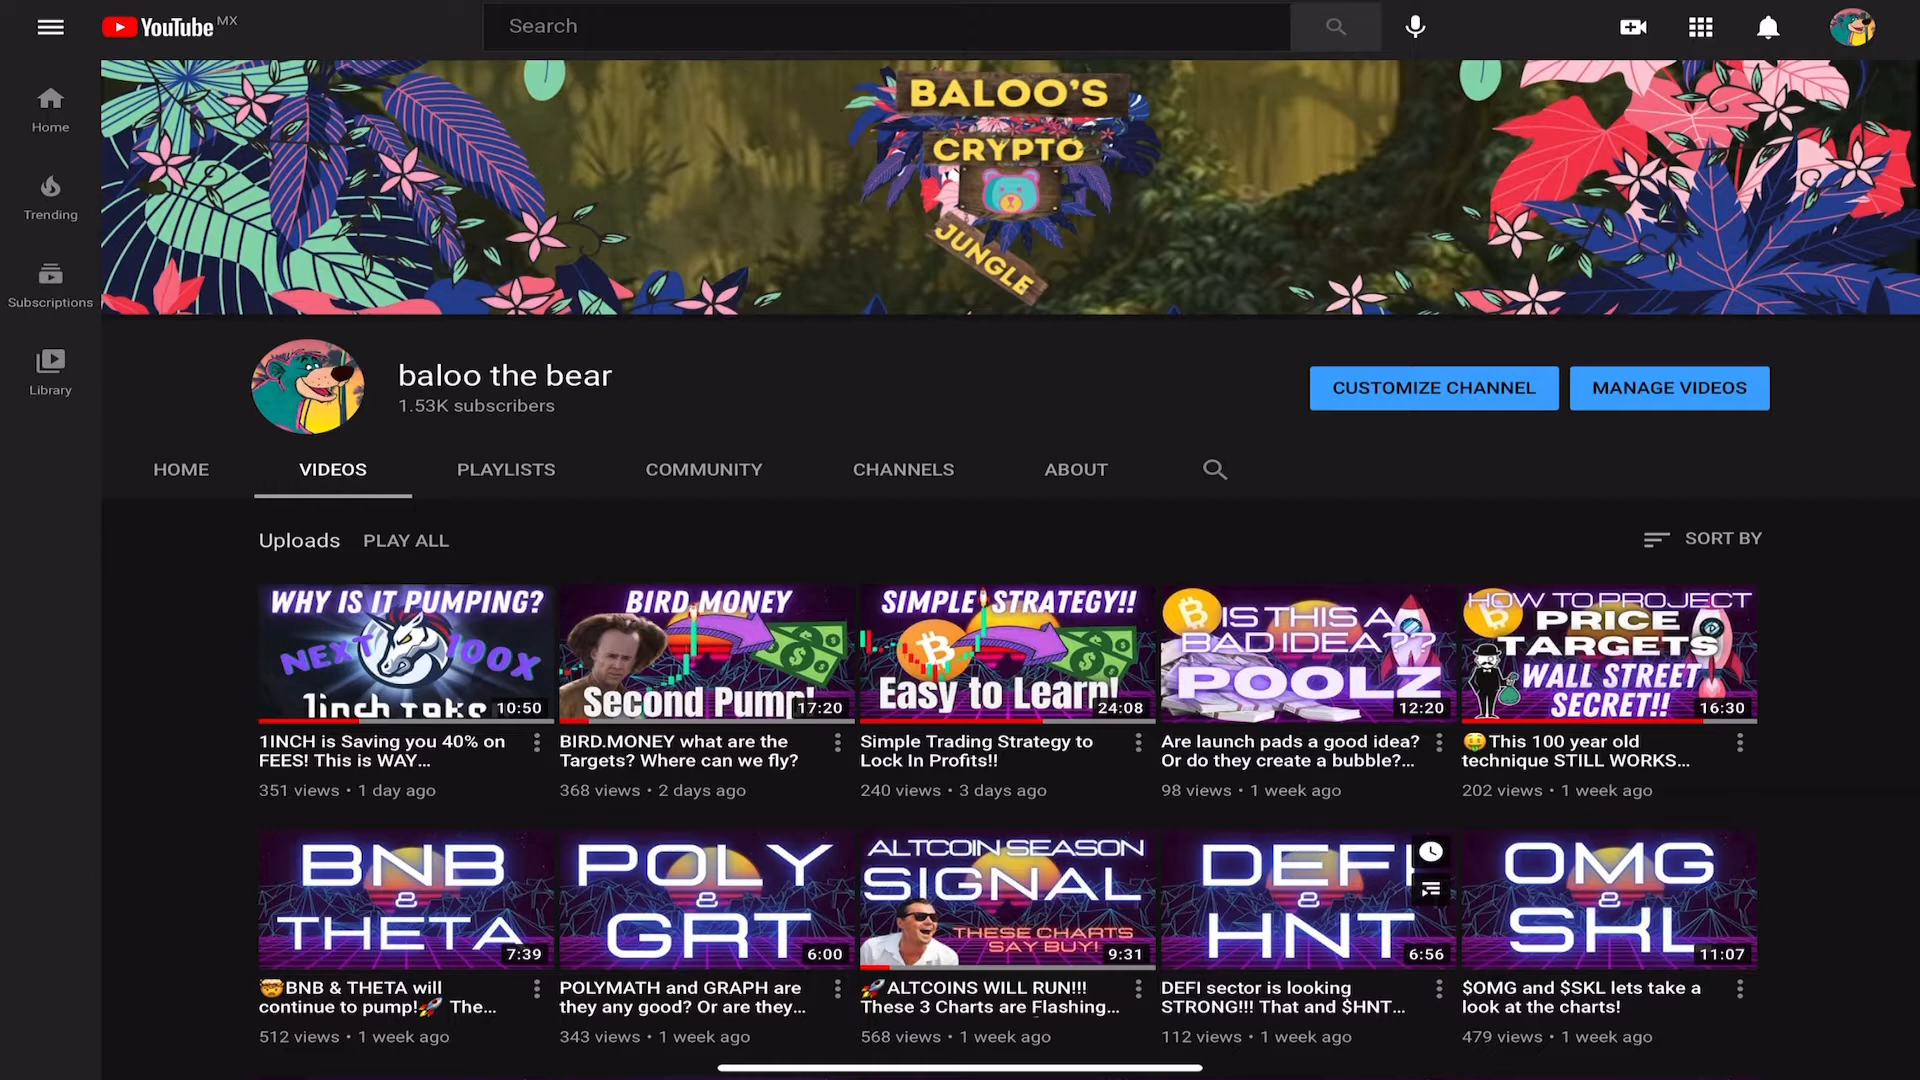 YouTube MX
Search
Home
Trending
Subscriptions
Library
BALOO'S
CRYPTO
JUNGLE
baloo the bear
1.53K subscribers
CUSTOMIZE CHANNEL
MANAGE VIDEOS
HOME
VIDEOS
PLAYLISTS
COMMUNITY
CHANNELS
ABOUT
Uploads
PLAY ALL
SORT BY
WHY IS IT PUMPING?
NEXT 100X
1inch Token
10:50
1INCH is Saving you 40% on
FEES! This is WAY...
351 views • 1 day ago
BIRD.MONEY
Second Pump!
17:20
BIRD.MONEY what are the
Targets? Where can we fly?
368 views • 2 days ago
SIMPLE STRATEGY!!
Easy to Learn!
24:08
Simple Trading Strategy to
Lock In Profits!!
240 views • 3 days ago
IS THIS A
BAD IDEA??
POOLZ
12:20
Are launch pads a good idea?
Or do they create a bubble?...
98 views • 1 week ago
HOW TO PROJECT
PRICE
TARGETS
WALL STREET
SECRET!!
16:30
🤑This 100 year old
technique STILL WORKS...
202 views • 1 week ago
BNB
&
THETA
7:39
🤯BNB & THETA will
continue to pump!🚀 The...
512 views • 1 week ago
POLY
&
GRT
6:00
POLYMATH and GRAPH are
they any good? Or are they...
343 views • 1 week ago
ALTCOIN SEASON
SIGNAL
THESE CHARTS
SAY BUY!
9:31
🚀ALTCOINS WILL RUN!!!
These 3 Charts are Flashing...
568 views • 1 week ago
DEFI
&
HNT
6:56
DEFI sector is looking
STRONG!!! That and $HNT...
112 views • 1 week ago
OMG
&
SKL
11:07
$OMG and $SKL lets take a
look at the charts!
479 views • 1 week ago